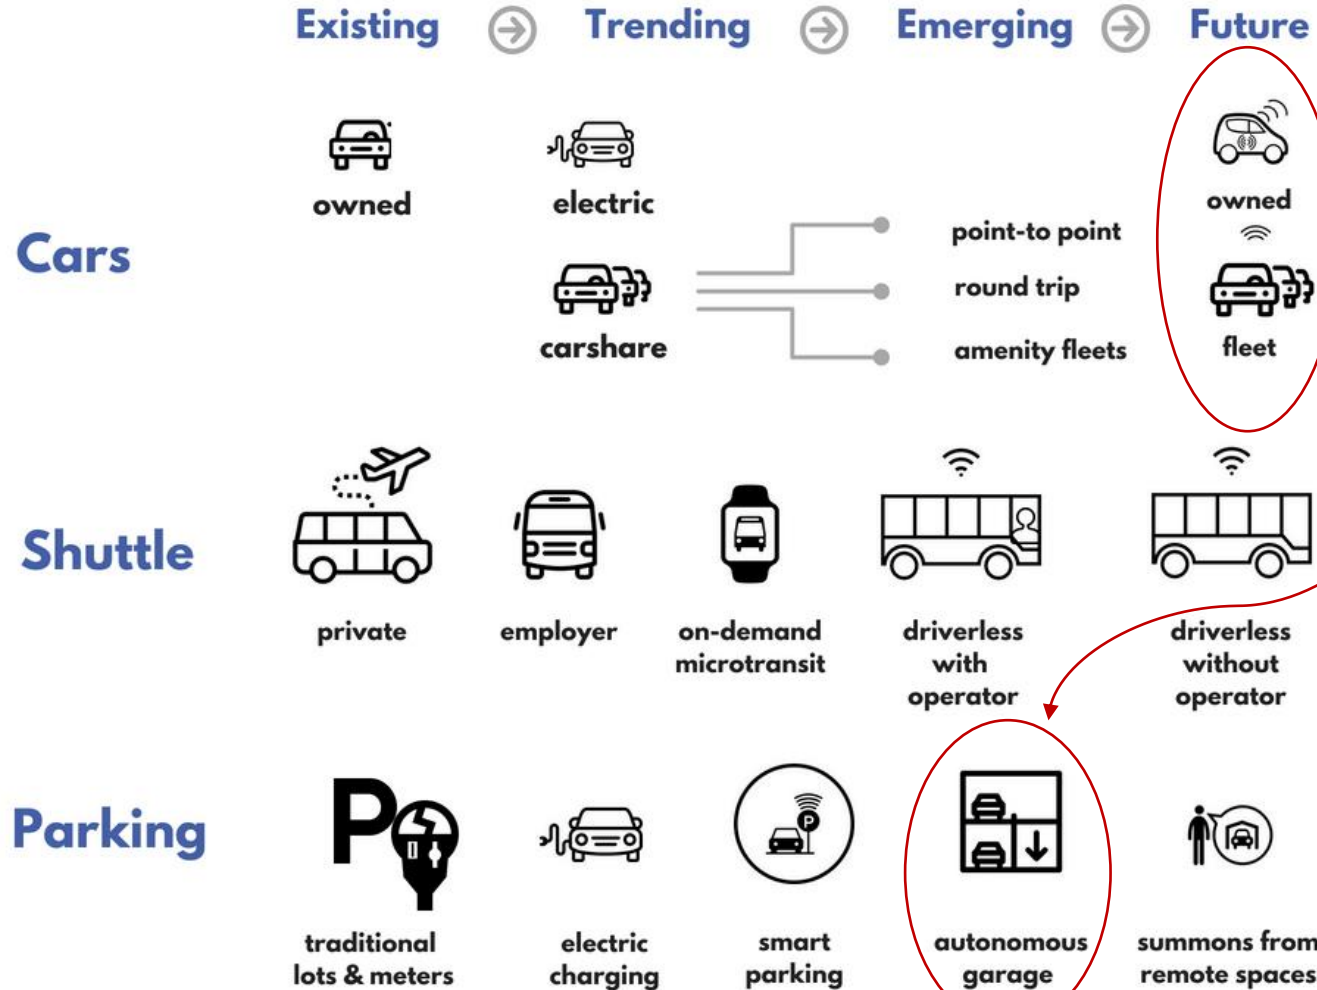 Existing
Trending
Emerging
Future
Cars
owned
electric
carshare
point-to point
round trip
amenity fleets
owned
fleet
Shuttle
private
employer
on-demand
microtransit
driverless
with
operator
driverless
without
operator
Parking
P
P
traditional
lots & meters
electric
charging
smart
parking
autonomous
garage
summons from
remote spaces